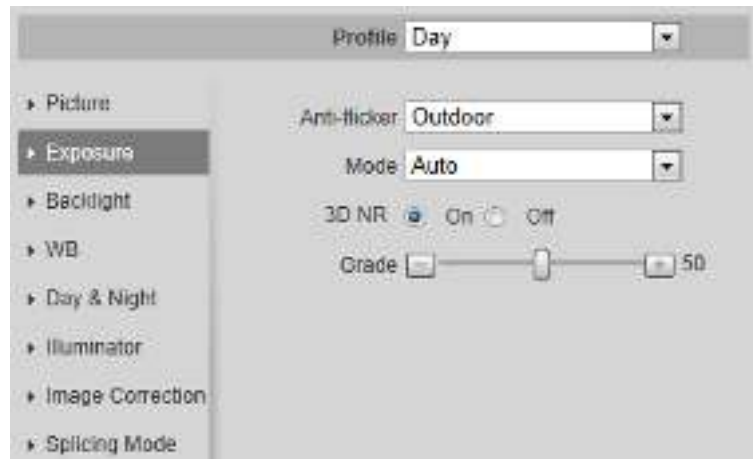 Profile Day
Picture
Exposure
Backlight
WB
Day & Night
Illuminator
Image Correction
Splicing Mode
Anti-flicker Outdoor
Mode Auto
3D NR On Off
Grade 50